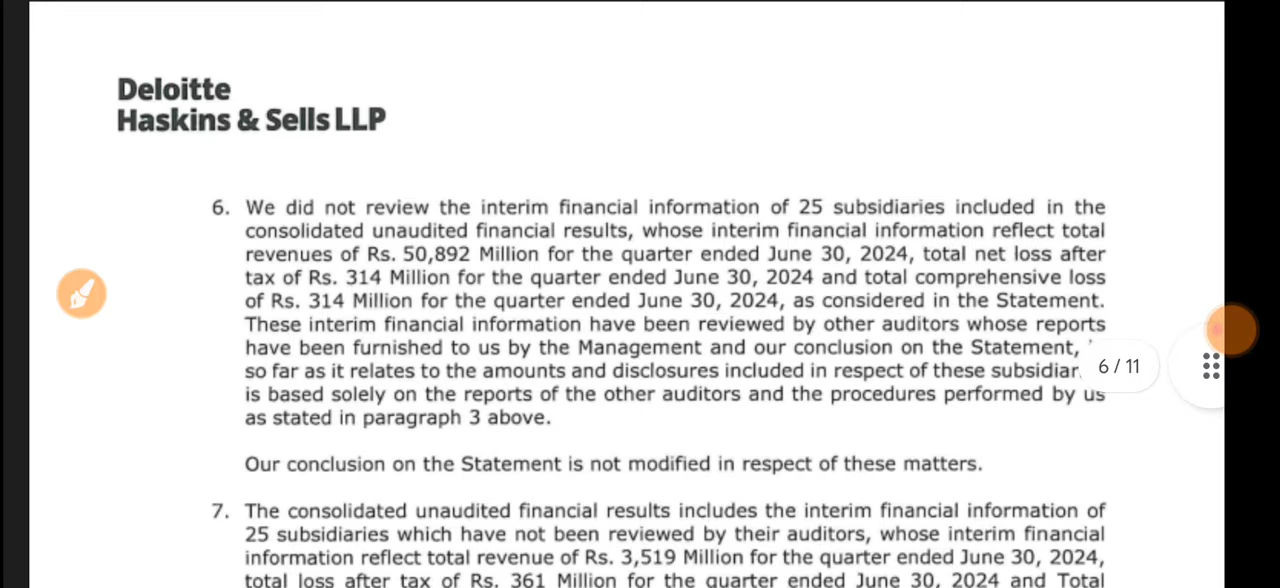 Deloitte
Haskins & Sells LLP
6. We did not review the interim financial information of 25 subsidiaries included in the
consolidated unaudited financial results, whose interim financial information reflect total
revenues of Rs. 50,892 Million for the quarter ended June 30, 2024, total net loss after
tax of Rs. 314 Million for the quarter ended June 30, 2024 and total comprehensive loss
of Rs. 314 Million for the quarter ended June 30, 2024, as considered in the Statement.
These interim financial information have been reviewed by other auditors whose reports
have been furnished to us by the Management and our conclusion on the Statement,
so far as it relates to the amounts and disclosures included in respect of these
is based solely on the reports of the other auditors and the procedures performed by us
as stated in paragraph 3 above.
6 / 11
Our conclusion on the Statement is not modified in respect of these matters.
7. The consolidated unaudited financial results includes the interim financial information of
25 subsidiaries which have not been reviewed by their auditors, whose interim financial
information reflect total revenue of Rs. 3,519 Million for the quarter ended June 30, 2024,
total loss after tax of Rs. 361 Million for the quarter ended June 30, 2024 and Total